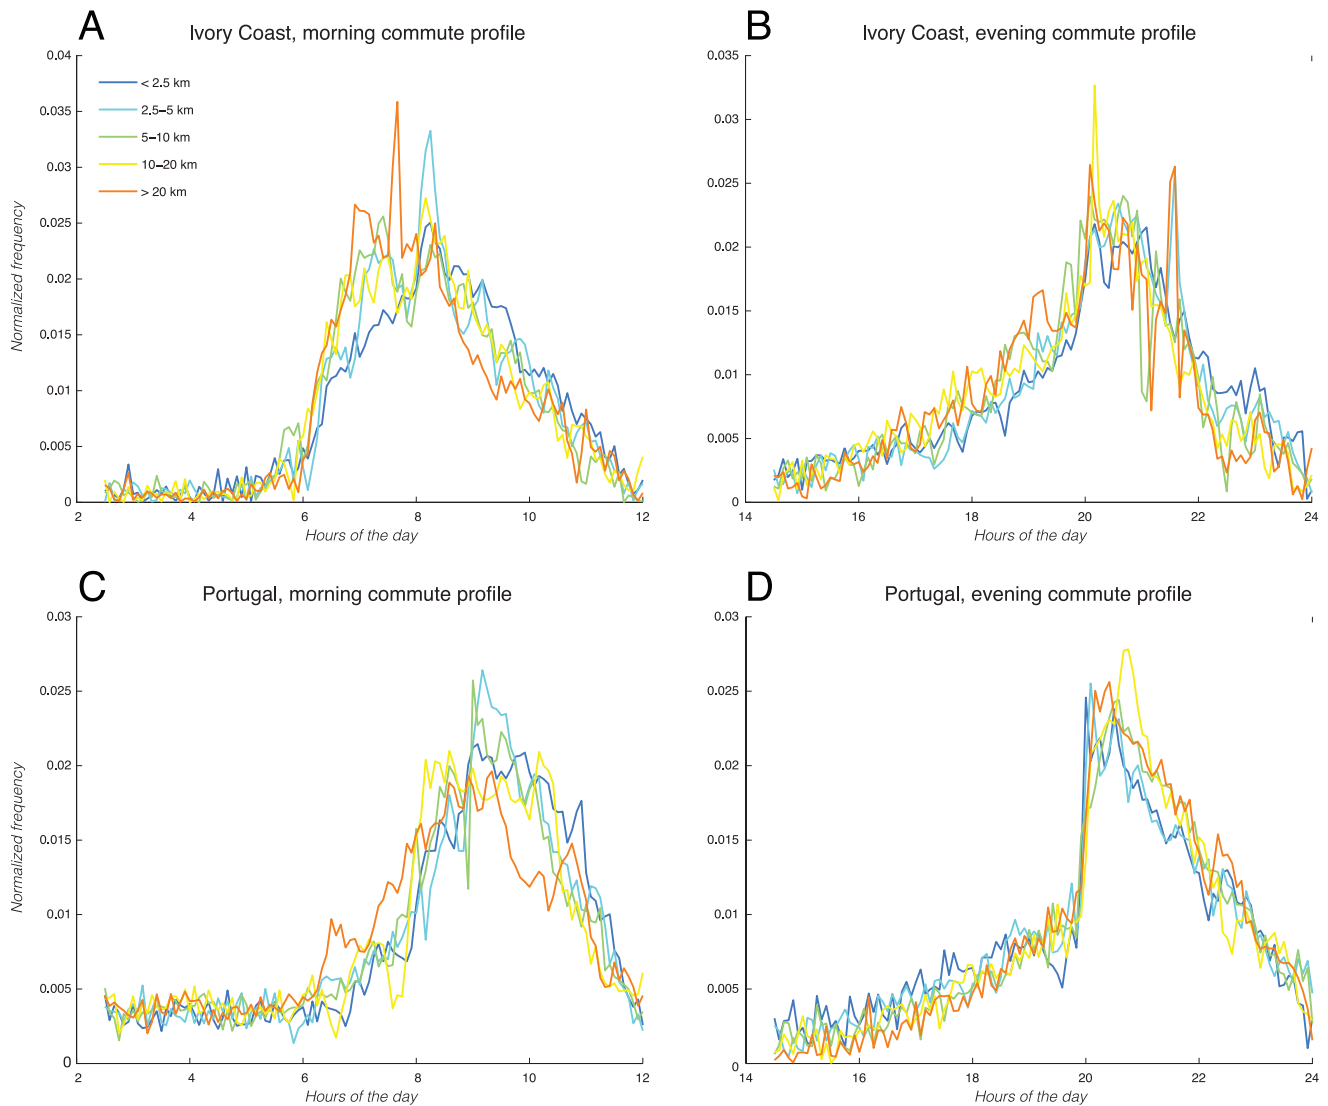 A
Ivory Coast, morning commute profile
0.04
0.035
0.03
0.025
0.02
0.015
0.01
0.005
0
Normalized frequency
< 2.5 km
2.5–5 km
5–10 km
10–20 km
> 20 km
2 4 6 8 10 12
Hours of the day
B
Ivory Coast, evening commute profile
0.035
0.03
0.025
0.02
0.015
0.01
0.005
0
14 16 18 20 22 24
Hours of the day
C
Portugal, morning commute profile
0.03
0.025
0.02
0.015
0.01
0.005
0
Normalized frequency
2 4 6 8 10 12
Hours of the day
D
Portugal, evening commute profile
0.03
0.025
0.02
0.015
0.01
0.005
0
14 16 18 20 22 24
Hours of the day